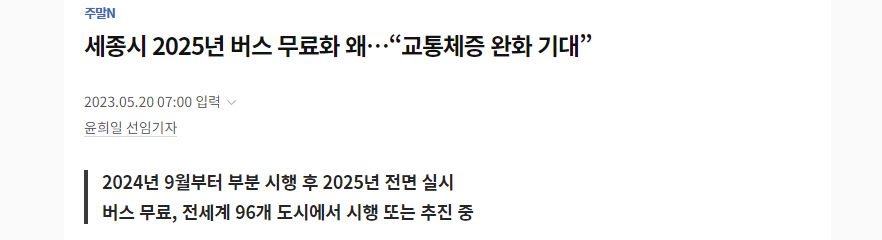 주말N
세종시 2025년 버스 무료화 왜…“교통체증 완화 기대”
2023.05.20 07:00 입력
윤희일 선임기자
2024년 9월부터 부분 시행 후 2025년 전면 실시
버스 무료, 전세계 96개 도시에서 시행 또는 추진 중